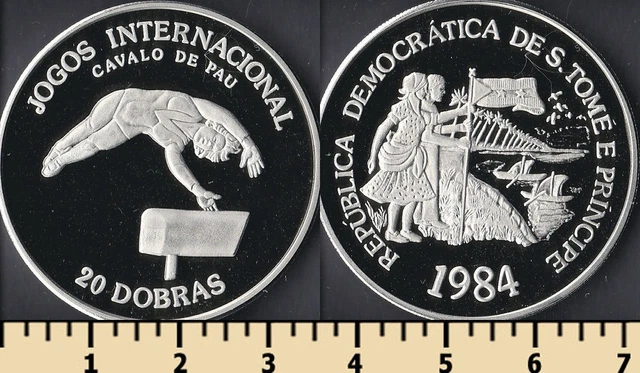 JOGOS INTERNACIONAL
CAVALO DE PAU
20 DOBRAS
REPÚBLICA DEMOCRÁTICA DE S. TOMÉ E PRÍNCIPE
1984
1 2 3 4 5 6 7